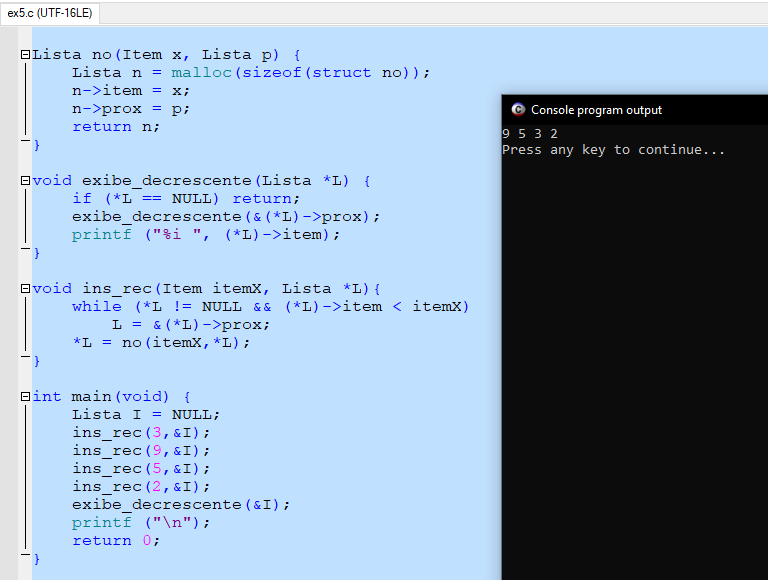 ex5.c (UTF-16LE)
Lista no(Item x, Lista p) {
    Lista n = malloc(sizeof(struct no));
    n->item = x;
    n->prox = p;
    return n;
}
void exibe_decrescente(Lista *L) {
    if (*L == NULL) return;
    exibe_decrescente(&(*L)->prox);
    printf ("%i ", (*L)->item);
}
void ins_rec(Item itemX, Lista *L){
    while (*L != NULL && (*L)->item < itemX)
        L = &(*L)->prox;
    *L = no(itemX,*L);
}
int main(void) {
    Lista I = NULL;
    ins_rec(3,&I);
    ins_rec(9,&I);
    ins_rec(5,&I);
    ins_rec(2,&I);
    exibe_decrescente(&I);
    printf ("\n");
    return 0;
}
Console program output
9 5 3 2
Press any key to continue...